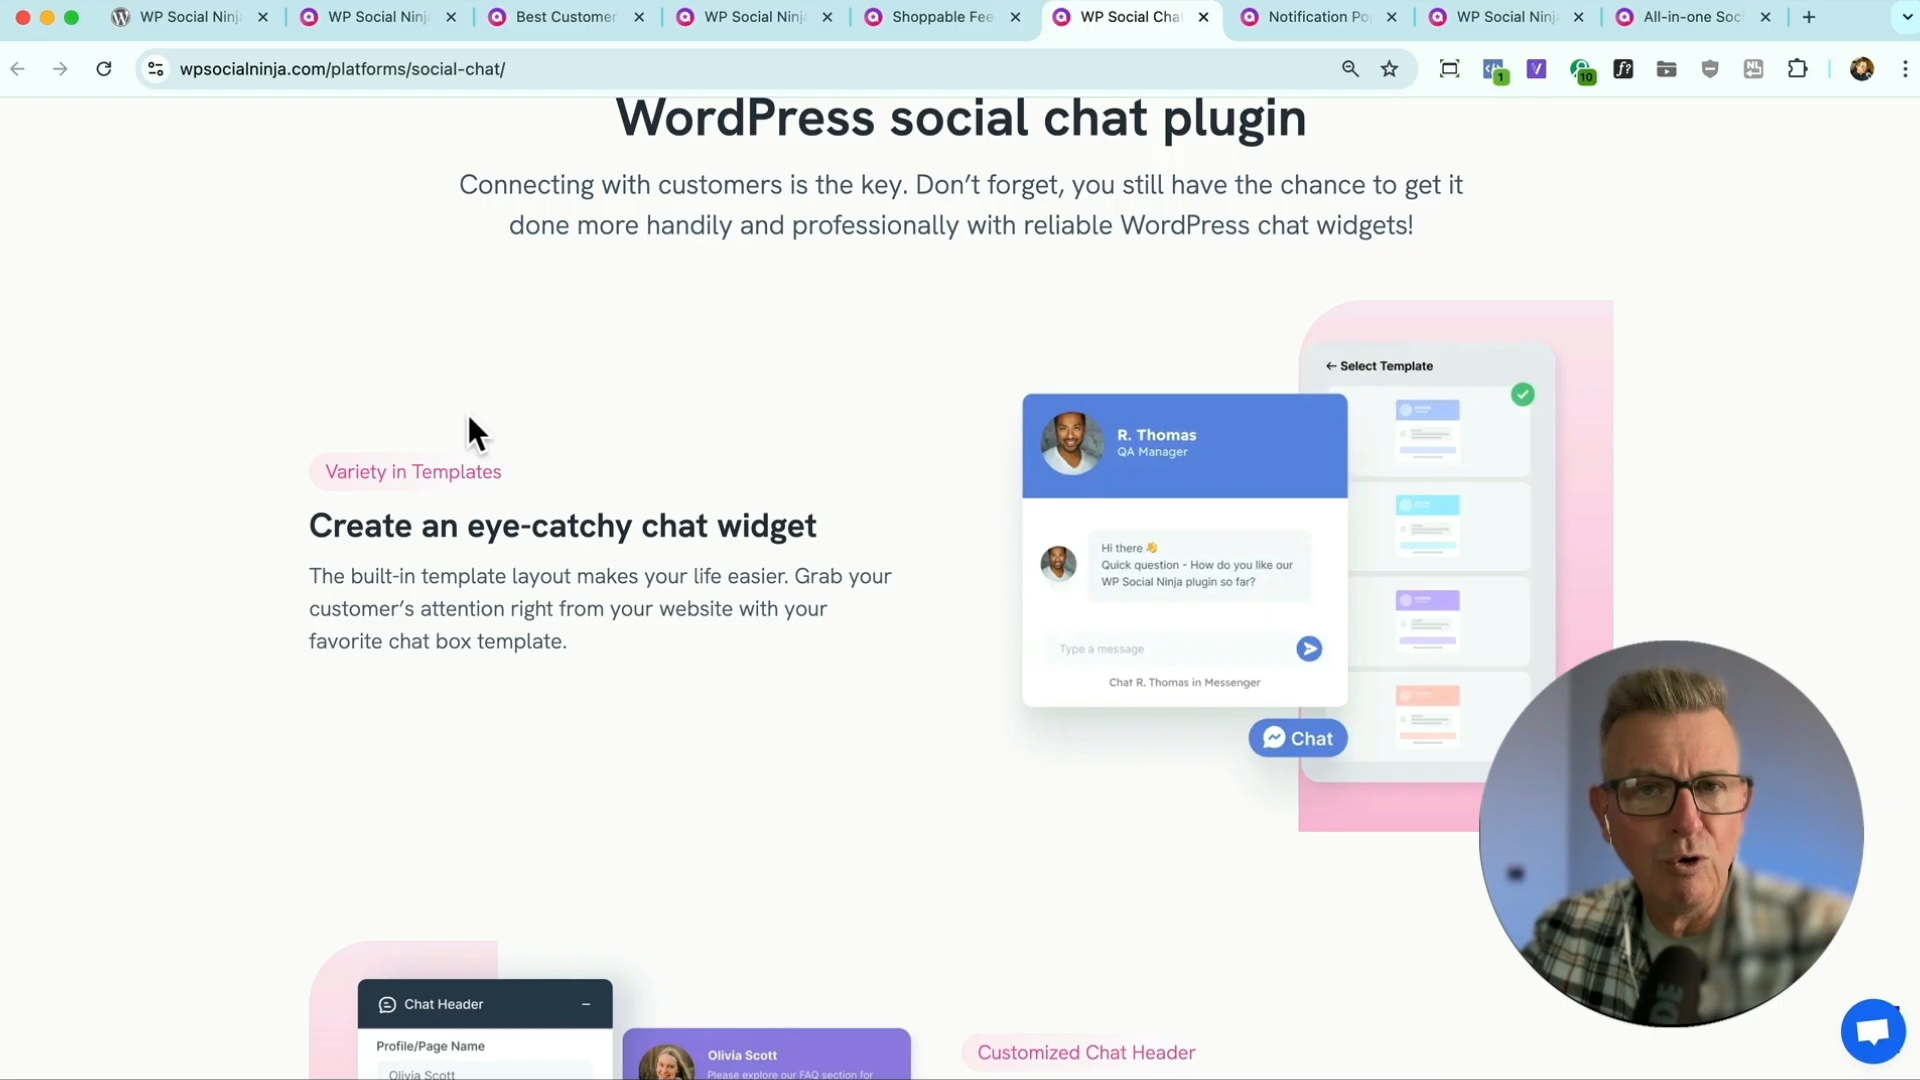 WP Social Ninj
WP Social Ninj
Best Customer
WP Social Ninj
Shoppable Fee
WP Social Cha
Notification Po
WP Social Ninj
All-in-one Soc
wpsocialninja.com/platforms/social-chat/
1
10
WordPress social chat plugin
Connecting with customers is the key. Don’t forget, you still have the chance to get it
done more handily and professionally with reliable WordPress chat widgets!
Variety in Templates
Create an eye-catchy chat widget
The built-in template layout makes your life easier. Grab your
customer’s attention right from your website with your
favorite chat box template.
← Select Template
R. Thomas
QA Manager
Hi there 👋
Quick question - How do you like our
WP Social Ninja plugin so far?
Type a message
Chat R. Thomas in Messenger
Chat
Chat Header
Profile/Page Name
Olivia Scott
Olivia Scott
Please explore our FAQ section for
Customized Chat Header